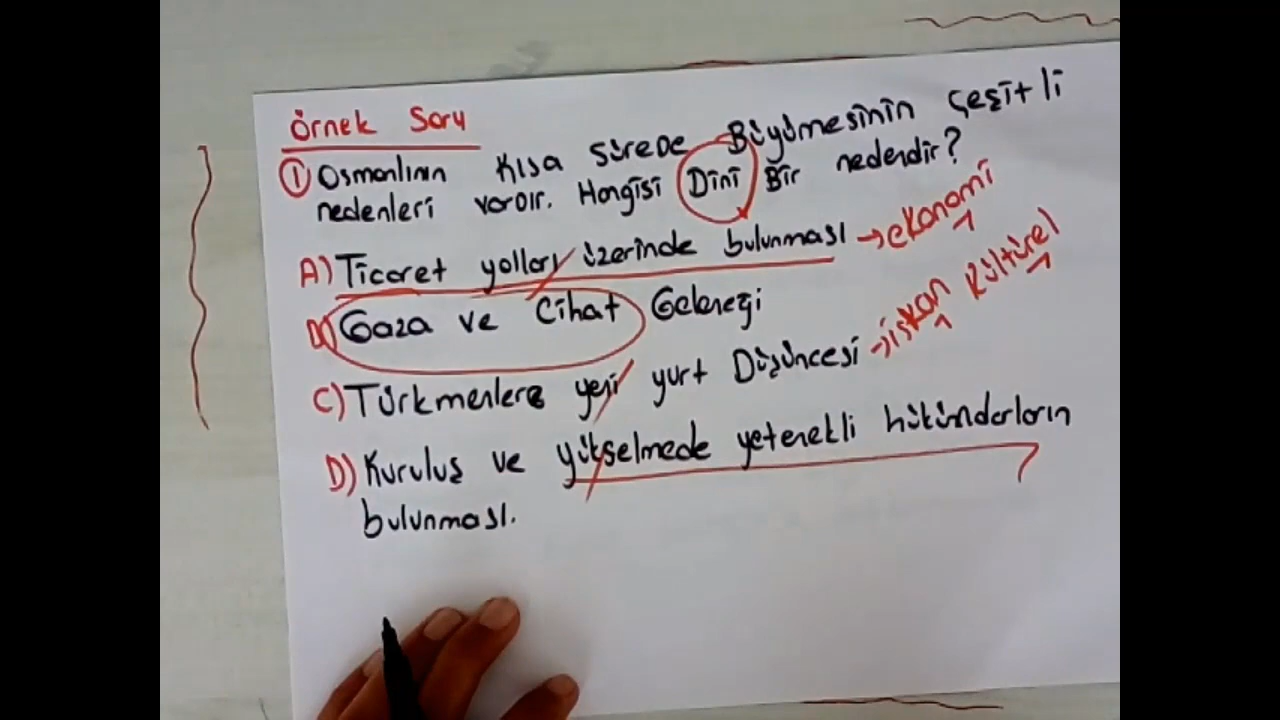 Örnek Soru
1 Osmanlının Kısa sürede Büyümesinin çeşitli
nedenleri vardır. Hangisi Dini Bir nedendir?
A) Ticaret yolları üzerinde bulunması → ekonomi
B) Gaza ve Cihat Geleneği
C) Türkmenlere yeni yurt Düşüncesi → iskan kültürel
D) Kuruluş ve yükselmede yetenekli hükümdarların
bulunması.